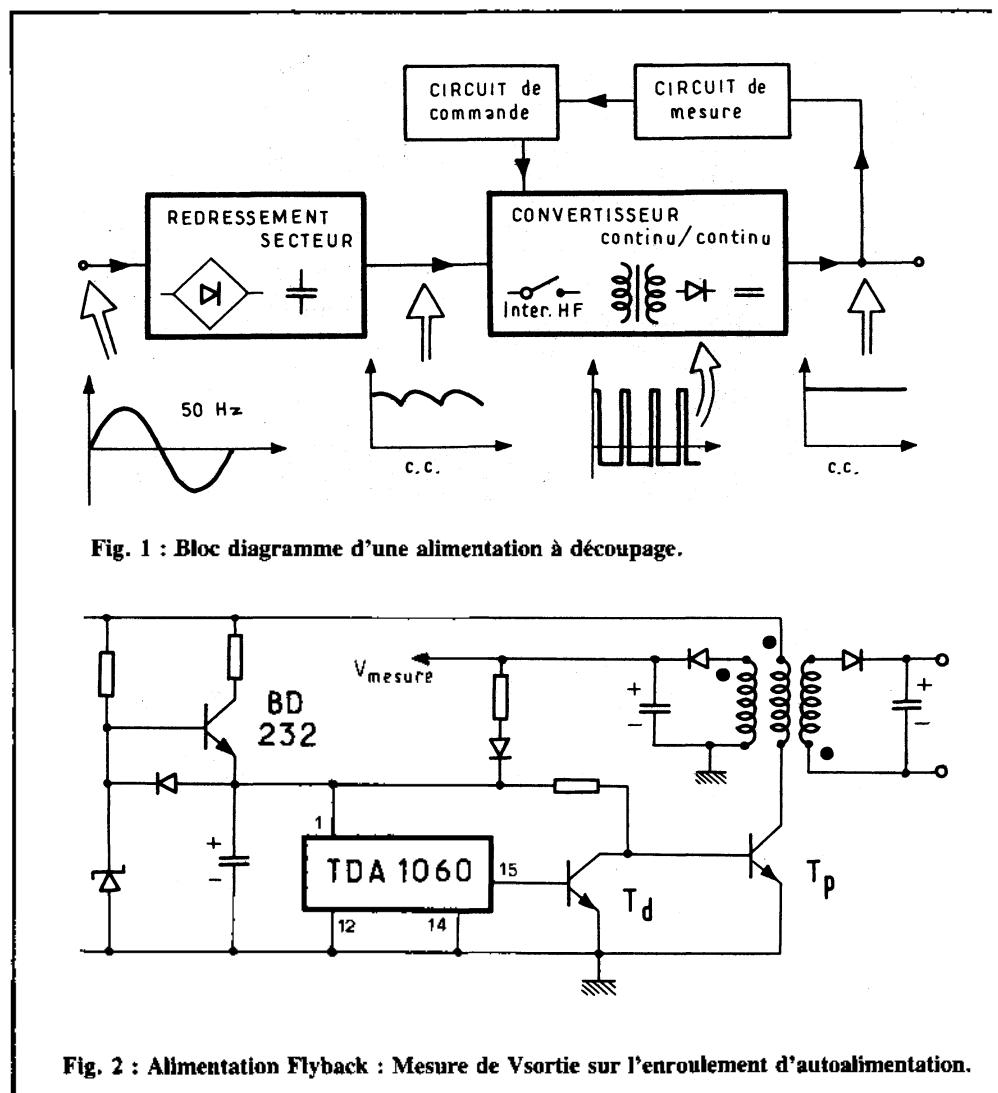 CIRCUIT de
commande
CIRCUIT de
mesure
REDRESSEMENT
SECTEUR
CONVERTISSEUR
continu/continu
Inter. HF
50 Hz
c.c.
c.c.
Fig. 1 : Bloc diagramme d'une alimentation à découpage.
Vmesure
BD
232
+
-
+
-
+
-
1
TDA 1060
15
12
14
Td
Tp
Fig. 2 : Alimentation Flyback : Mesure de Vsortie sur l'enroulement d'autoalimentation.